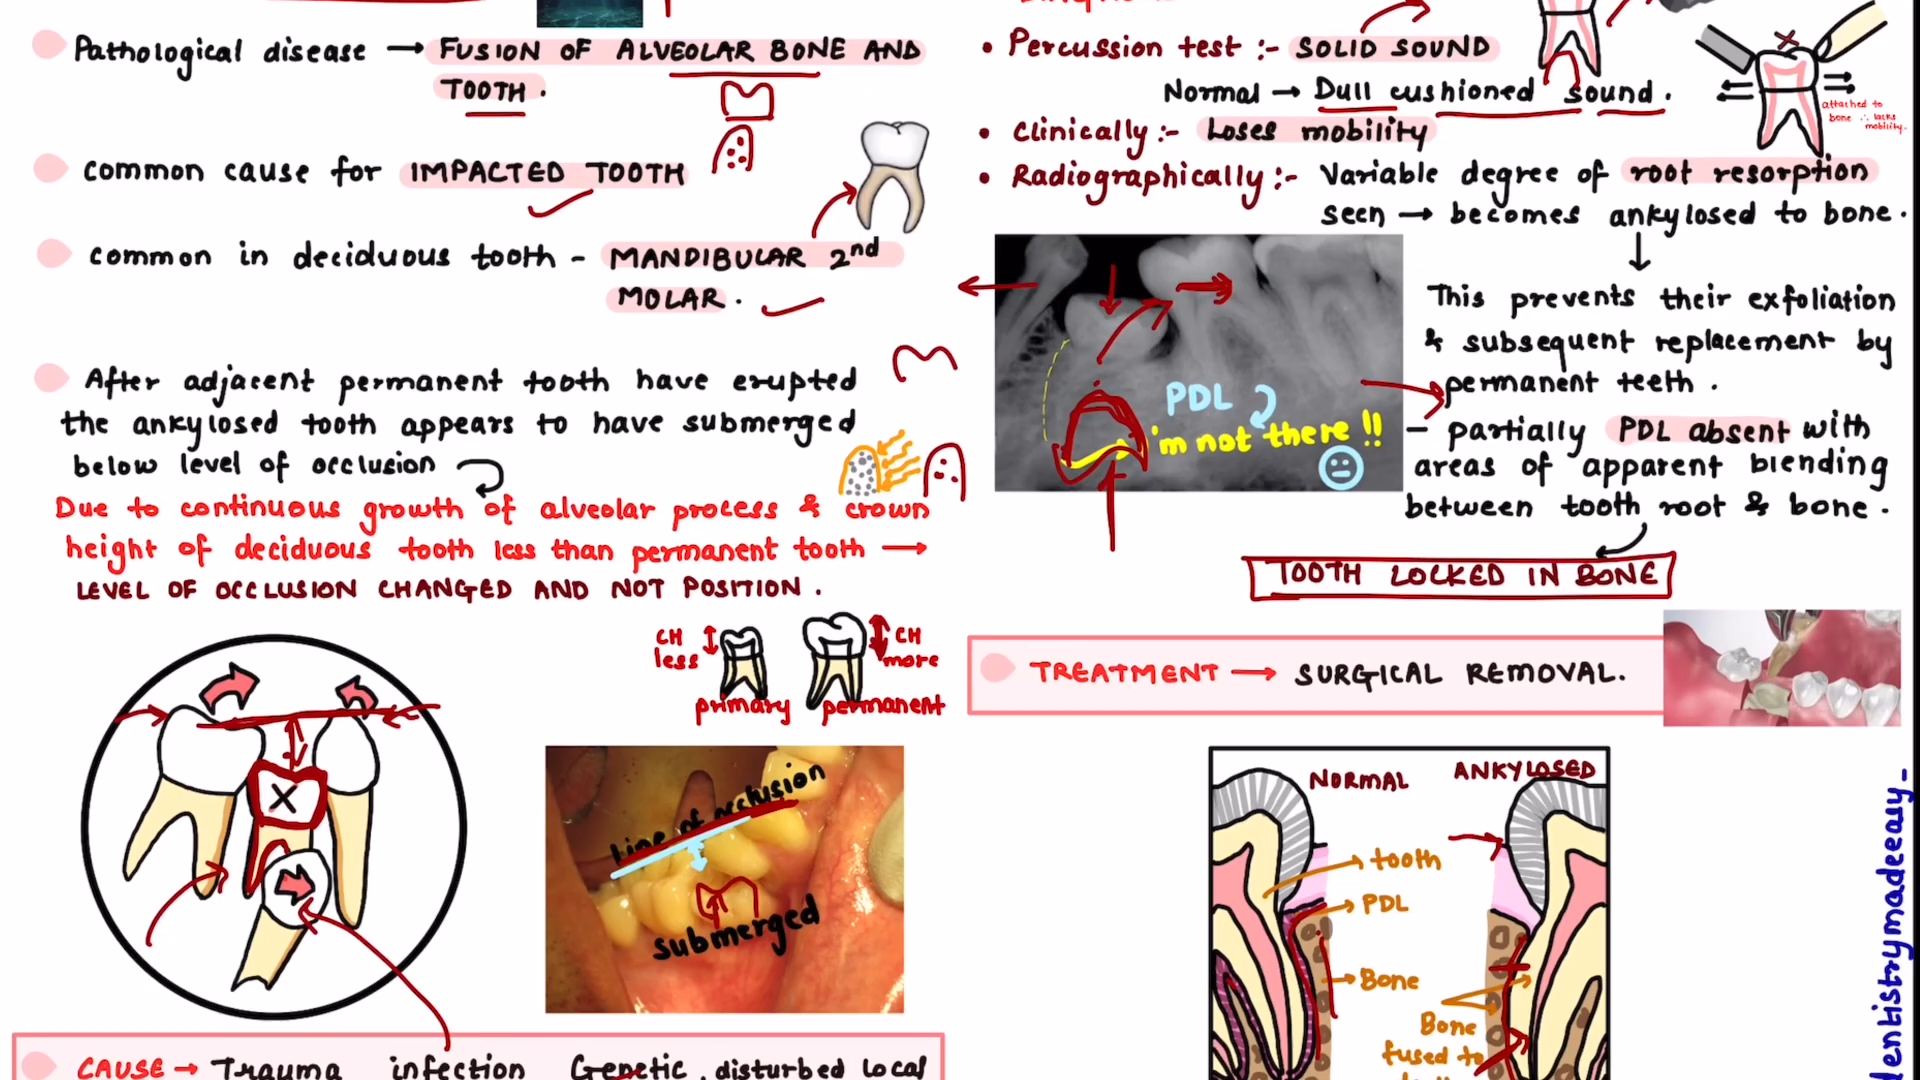 Pathological disease → FUSION OF ALVEOLAR BONE AND
TOOTH.
common cause for IMPACTED TOOTH
common in deciduous tooth - MANDIBULAR 2nd
MOLAR.
After adjacent permanent tooth have erupted
the ankylosed tooth appears to have submerged
below level of occlusion
Due to continuous growth of alveolar process & crown
height of deciduous tooth less than permanent tooth →
LEVEL OF OCCLUSION CHANGED AND NOT POSITION.
CH
less
CH
more
primary
permanent
X
line of occlusion
submerged
CAUSE → Trauma infection Genetic, disturbed local
• Percussion test :- SOLID SOUND
Normal → Dull cushioned sound.
• Clinically :- Loses mobility
• Radiographically :- Variable degree of root resorption
seen → becomes ankylosed to bone.
attached to
bone ∴ lacks
mobility.
This prevents their exfoliation
& subsequent replacement by
permanent teeth.
PDL
I'm not there !!
- partially PDL absent with
areas of apparent blending
between tooth root & bone.
TOOTH LOCKED IN BONE
TREATMENT → SURGICAL REMOVAL.
NORMAL
ANKYLOSED
tooth
PDL
Bone
Bone
fused to
dentistrymadeeasy_